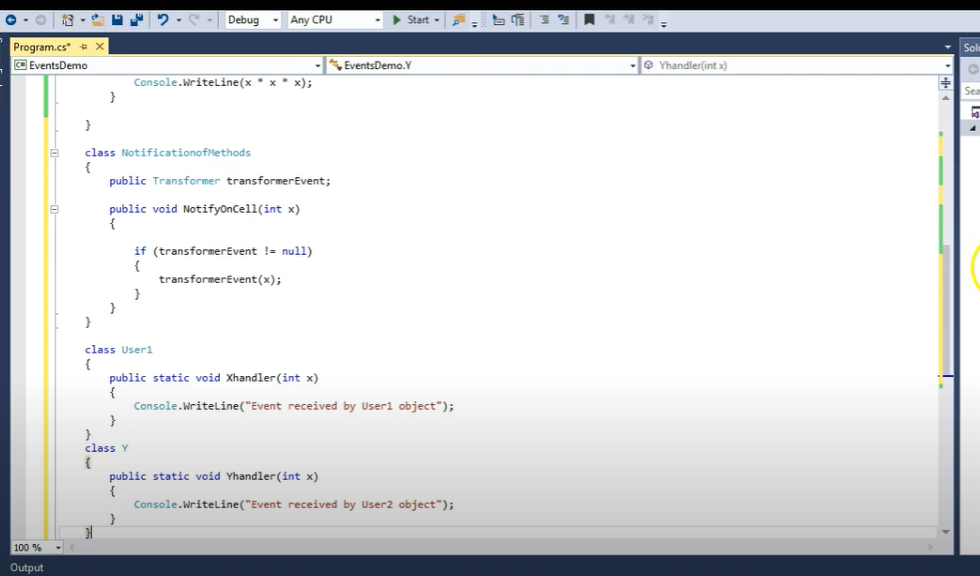 Debug
Any CPU
Start
Program.cs*
EventsDemo
EventsDemo.Y
Yhandler(int x)
Console.WriteLine(x * x * x);
}
}
class NotificationofMethods
{
public Transformer transformerEvent;
public void NotifyOnCell(int x)
{
if (transformerEvent != null)
{
transformerEvent(x);
}
}
}
class User1
{
public static void Xhandler(int x)
{
Console.WriteLine("Event received by User1 object");
}
}
class Y
{
public static void Yhandler(int x)
{
Console.WriteLine("Event received by User2 object");
}
}
100 %
Output